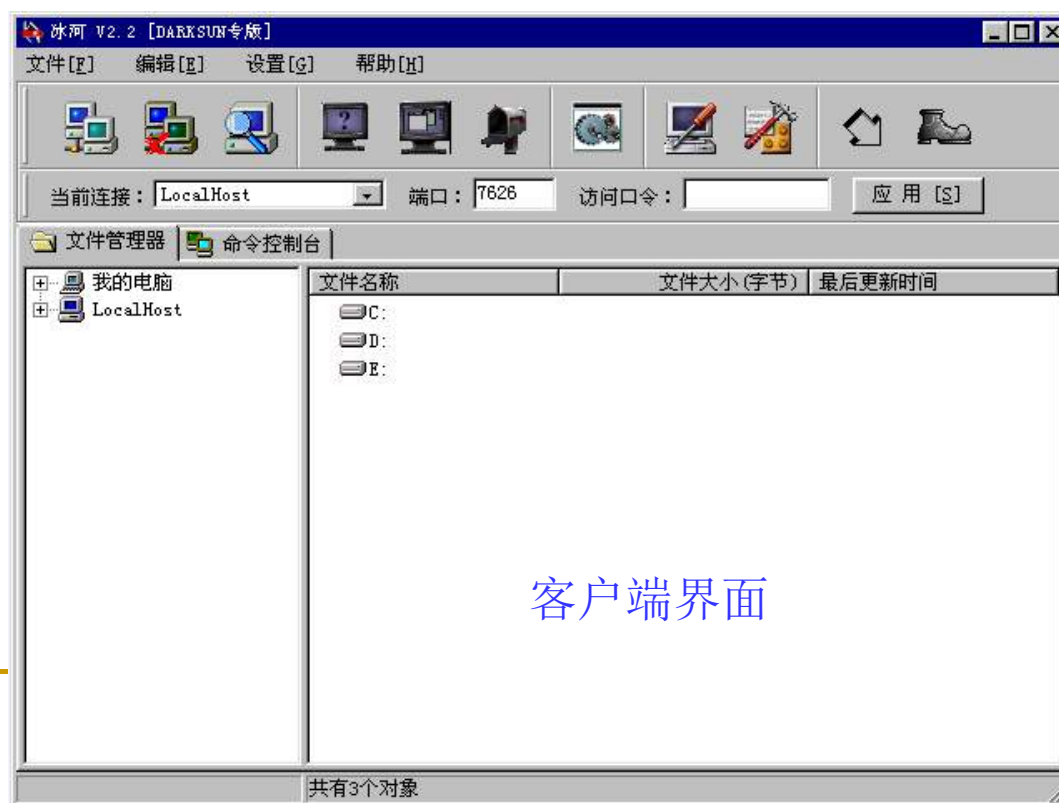 冰河 V2.2 [DARKSUN专版]
文件[F] 编辑[E] 设置[G] 帮助[H]
?
当前连接： LocalHost 端口： 7626 访问口令： 应 用 [S]
文件管理器 命令控制台
我的电脑 文件名称 文件大小(字节) 最后更新时间
LocalHost C:
D:
E:
客户端界面
共有3个对象